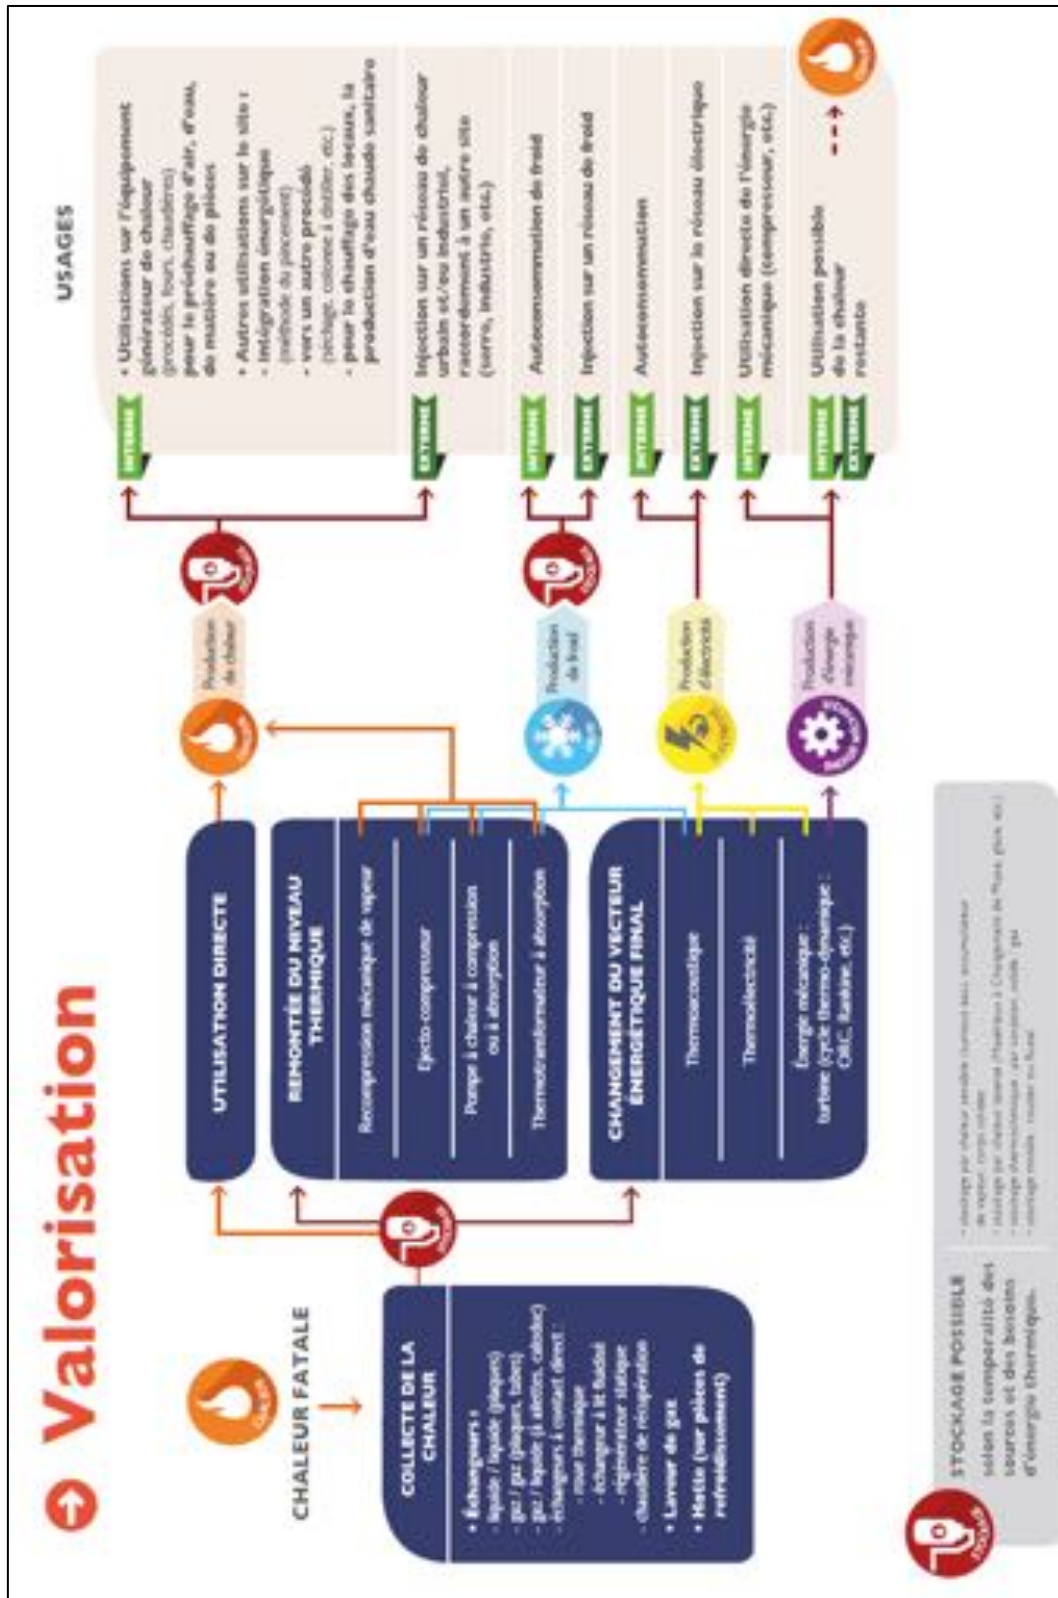 Valorisation
CHALEUR FATALE
COLLECTE DE LA
CHALEUR
• Échangeurs :
- liquide / liquide (plaques)
- gaz / gaz (plaques, tubes)
- gaz / liquide (à ailettes, caloduc)
- échangeurs à contact direct :
- roue thermique
- échangeur à lit fluidisé
- régénérateur statique
- chaudière de récupération
• Laveur de gaz
• Hotte (sur pièces de
refroidissement)
UTILISATION DIRECTE
REMONTÉE DU NIVEAU
THERMIQUE
Recompression mécanique de vapeur
Ejecto-compresseur
Pompe à chaleur à compression
ou à absorption
Thermotransformateur à absorption
CHANGEMENT DU VECTEUR
ÉNERGÉTIQUE FINAL
Thermoacoustique
Thermoélectricité
Énergie mécanique :
turbine (cycle thermo-dynamique :
ORC, Rankine, etc.)
Production
de chaleur
Production
de froid
Production
d'électricité
Production
d'énergie
mécanique
USAGES
INTERNE
• Utilisations sur l'équipement
générateur de chaleur
(procédés, fours, chaudières)
pour le préchauffage d'air, d'eau,
de matière ou de pièces
• Autres utilisations sur le site :
- intégration énergétique
(méthode du pincement)
- vers un autre procédé
(séchage, colonne à distiller, etc.)
- pour le chauffage des locaux, la
production d'eau chaude sanitaire
EXTERNE
Injection sur un réseau de chaleur
urbain et/ou industriel,
raccordement à un autre site
(serre, industrie, etc.)
INTERNE
Autoconsommation de froid
EXTERNE
Injection sur un réseau de froid
INTERNE
Autoconsommation
EXTERNE
Injection sur le réseau électrique
INTERNE
Utilisation directe de l'énergie
mécanique (compresseur, etc.)
INTERNE
EXTERNE
Utilisation possible
de la chaleur
restante
STOCKAGE POSSIBLE
selon la temporalité des
sources et des besoins
d'énergie thermique.